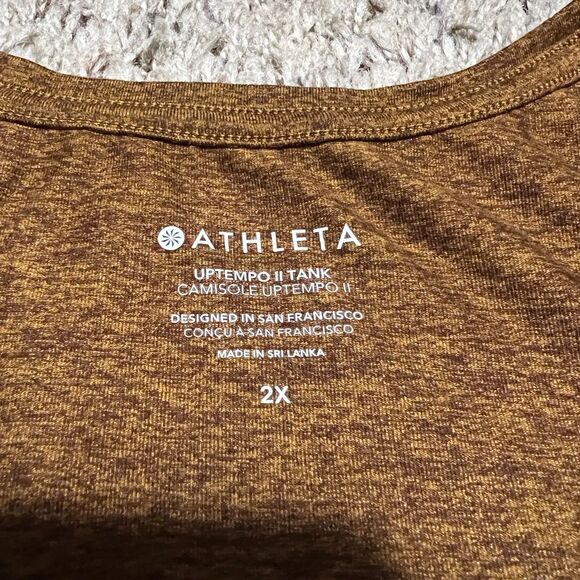 ATHLETA
UPTEMPO II TANK
CAMISOLE UPTEMPO II
DESIGNED IN SAN FRANCISCO
CONÇU A SAN FRANCISCO
MADE IN SRI LANKA
2X